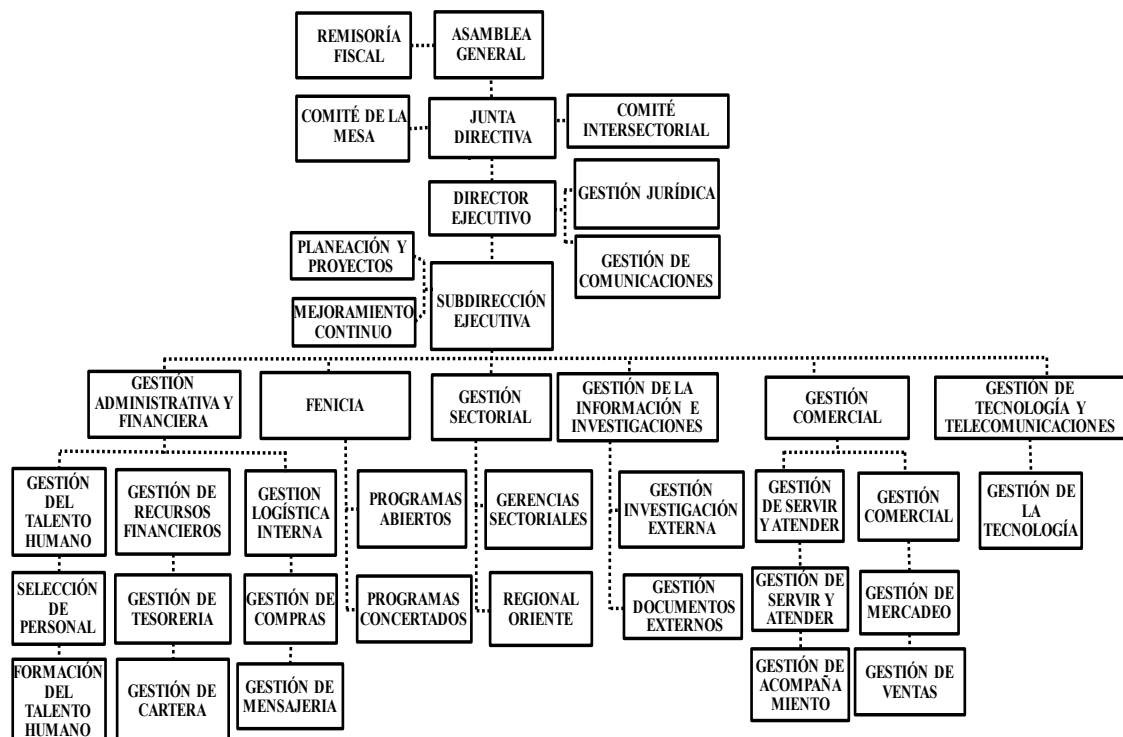 REMISORÍA
FISCAL
ASAMBLEA
GENERAL
COMITÉ DE LA
MESA
JUNTA
DIRECTIVA
COMITÉ
INTERSECTORIAL
DIRECTOR
EJECUTIVO
GESTIÓN JURÍDICA
GESTIÓN DE
COMUNICACIONES
PLANEACIÓN Y
PROYECTOS
MEJORAMIENTO
CONTINUO
SUBDIRECCIÓN
EJECUTIVA
GESTIÓN
ADMINISTRATIVA Y
FINANCIERA
FENICIA
GESTIÓN
SECTORIAL
GESTIÓN DE LA
INFORMACIÓN E
INVESTIGACIONES
GESTIÓN
COMERCIAL
GESTIÓN DE
TECNOLOGÍA Y
TELECOMUNICACIONES
GESTIÓN
DEL
TALENTO
HUMANO
GESTIÓN DE
RECURSOS
FINANCIEROS
GESTION
LOGÍSTICA
INTERNA
PROGRAMAS
ABIERTOS
GERENCIAS
SECTORIALES
GESTIÓN
INVESTIGACIÓN
EXTERNA
GESTIÓN
DE SERVIR
Y ATENDER
GESTIÓN
COMERCIAL
GESTIÓN DE
LA
TECNOLOGÍA
SELECCIÓN
DE
PERSONAL
GESTIÓN DE
TESORERIA
GESTIÓN DE
COMPRAS
PROGRAMAS
CONCERTADOS
REGIONAL
ORIENTE
GESTIÓN
DOCUMENTOS
EXTERNOS
GESTIÓN DE
SERVIR Y
ATENDER
GESTIÓN DE
MERCADEO
FORMACIÓN
DEL
TALENTO
HUMANO
GESTIÓN DE
CARTERA
GESTIÓN DE
MENSAJERIA
GESTIÓN DE
ACOMPAÑA
MIENTO
GESTIÓN DE
VENTAS